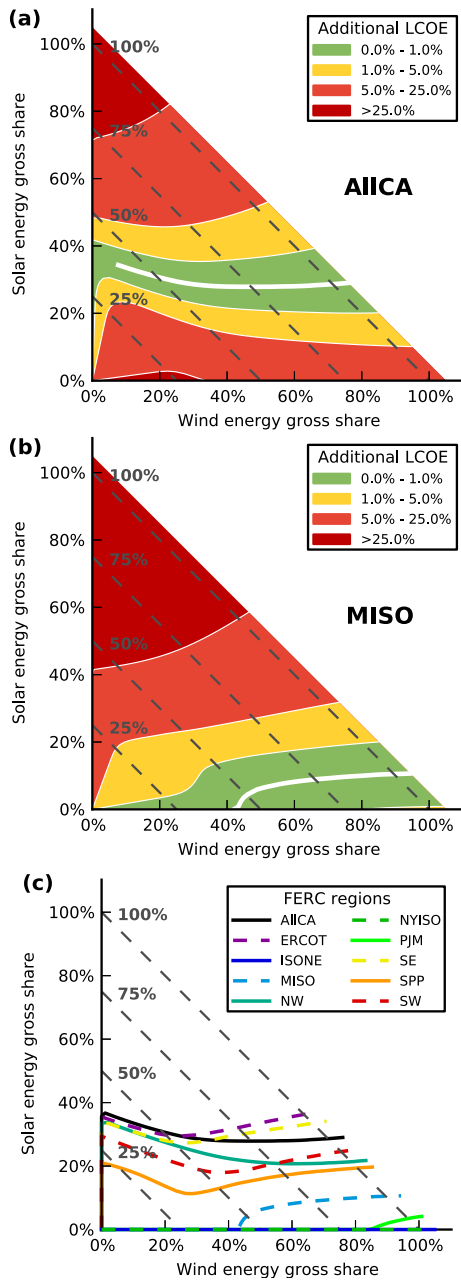 (a)
Additional LCOE
0.0% - 1.0%
1.0% - 5.0%
5.0% - 25.0%
>25.0%
AllCA
100%
75%
50%
25%
Solar energy gross share
100%
80%
60%
40%
20%
0%
0% 20% 40% 60% 80% 100%
Wind energy gross share
(b)
Additional LCOE
0.0% - 1.0%
1.0% - 5.0%
5.0% - 25.0%
>25.0%
MISO
100%
75%
50%
25%
Solar energy gross share
100%
80%
60%
40%
20%
0%
0% 20% 40% 60% 80% 100%
Wind energy gross share
(c)
FERC regions
AllCA
ERCOT
ISONE
MISO
NW
NYISO
PJM
SE
SPP
SW
100%
75%
50%
25%
Solar energy gross share
100%
80%
60%
40%
20%
0%
0% 20% 40% 60% 80% 100%
Wind energy gross share